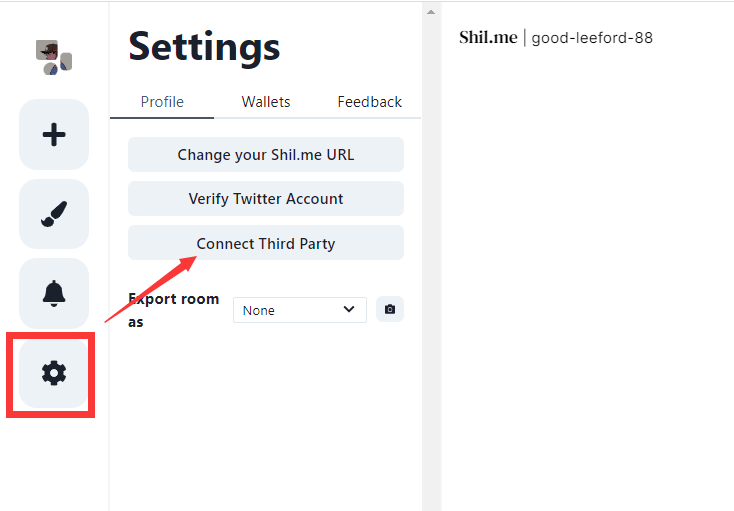 Settings
Profile Wallets Feedback
Change your Shil.me URL
Verify Twitter Account
Connect Third Party
Export room
as
None
Shil.me | good-leeford-88